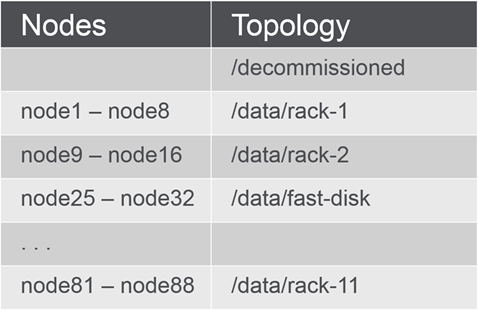 Nodes Topology
/decommissioned
node1 – node8 /data/rack-1
node9 – node16 /data/rack-2
node25 – node32 /data/fast-disk
. . .
node81 – node88 /data/rack-11